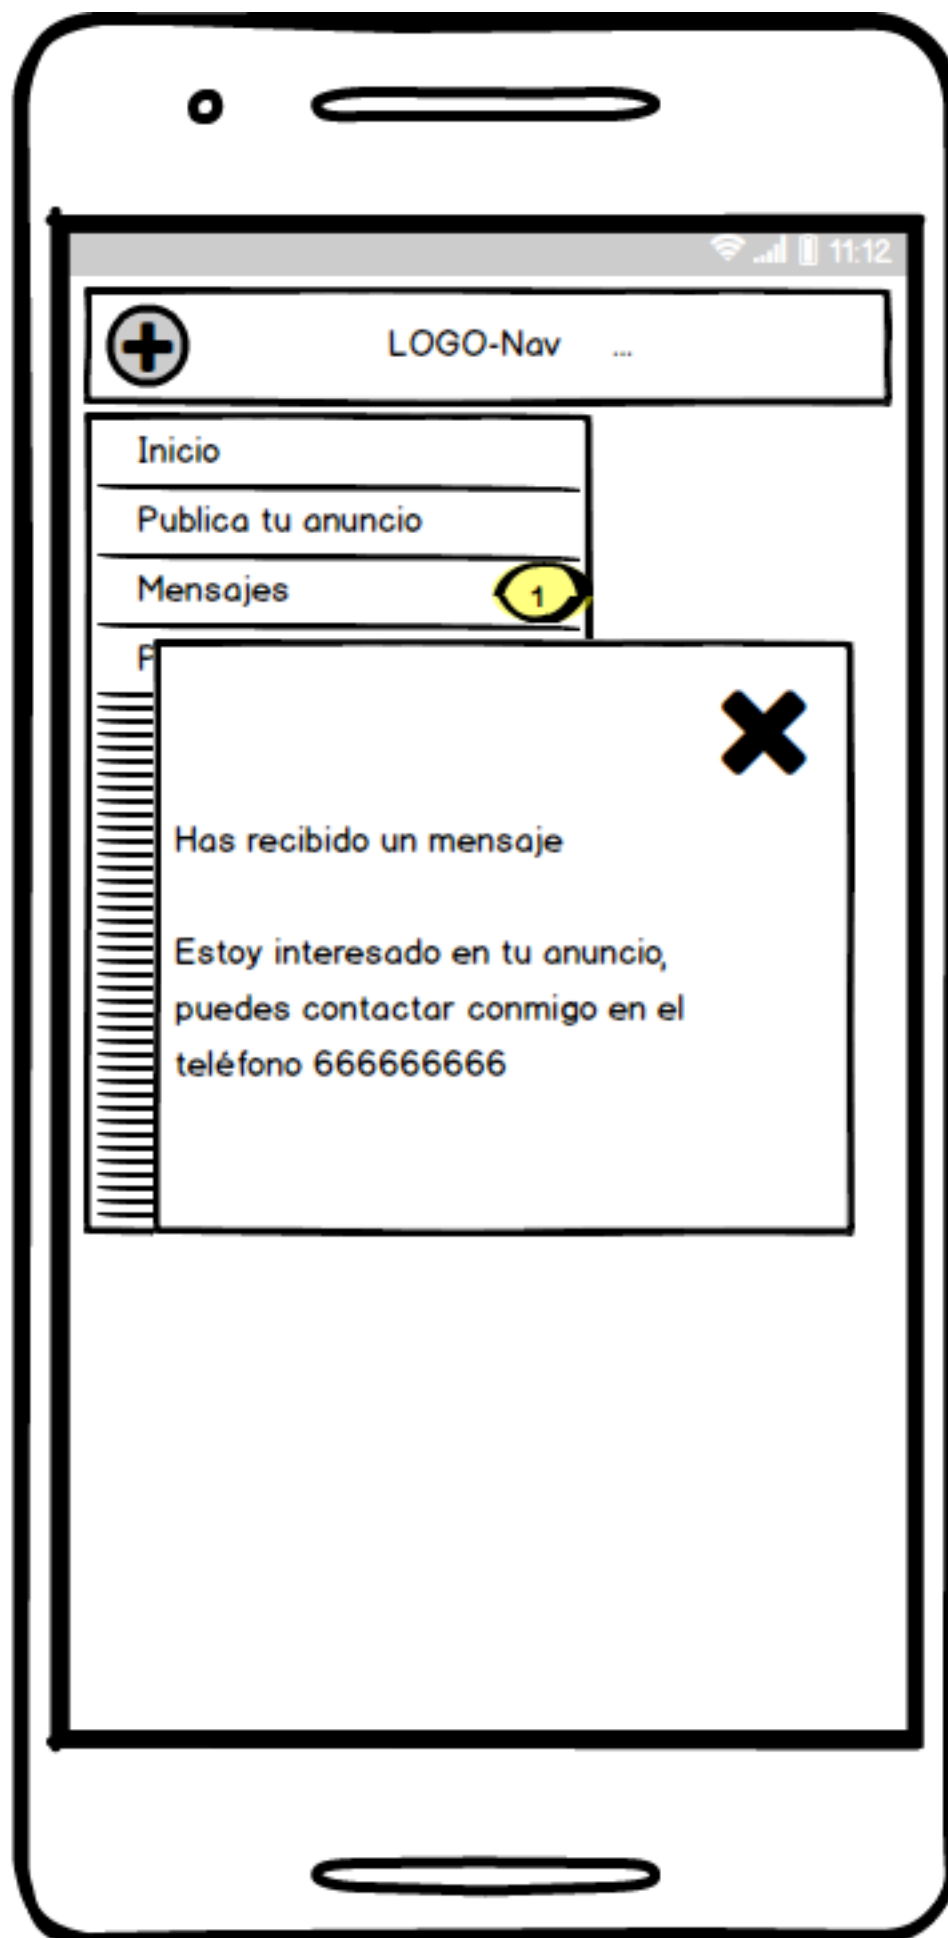 11:12
LOGO-Nav ...
Inicio
Publica tu anuncio
Mensajes 1
P
Has recibido un mensaje
Estoy interesado en tu anuncio,
puedes contactar conmigo en el
teléfono 666666666